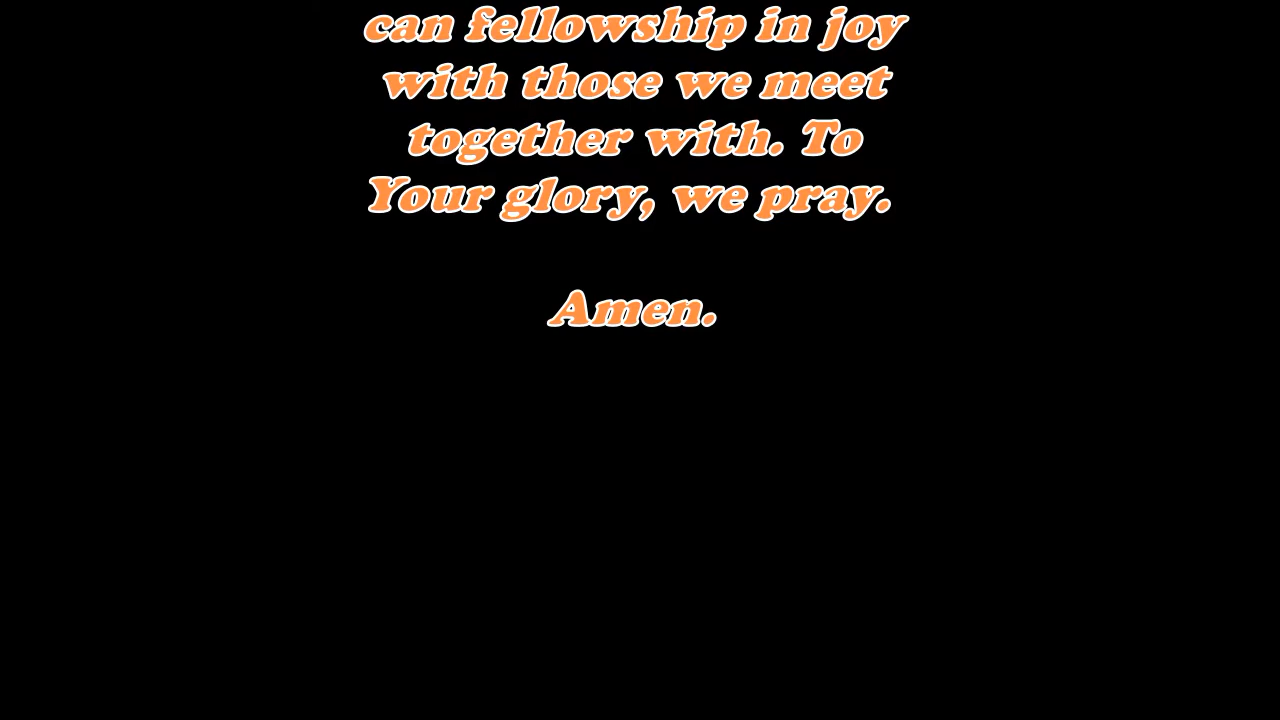 can fellowship in joy
with those we meet
together with. To
Your glory, we pray.
Amen.